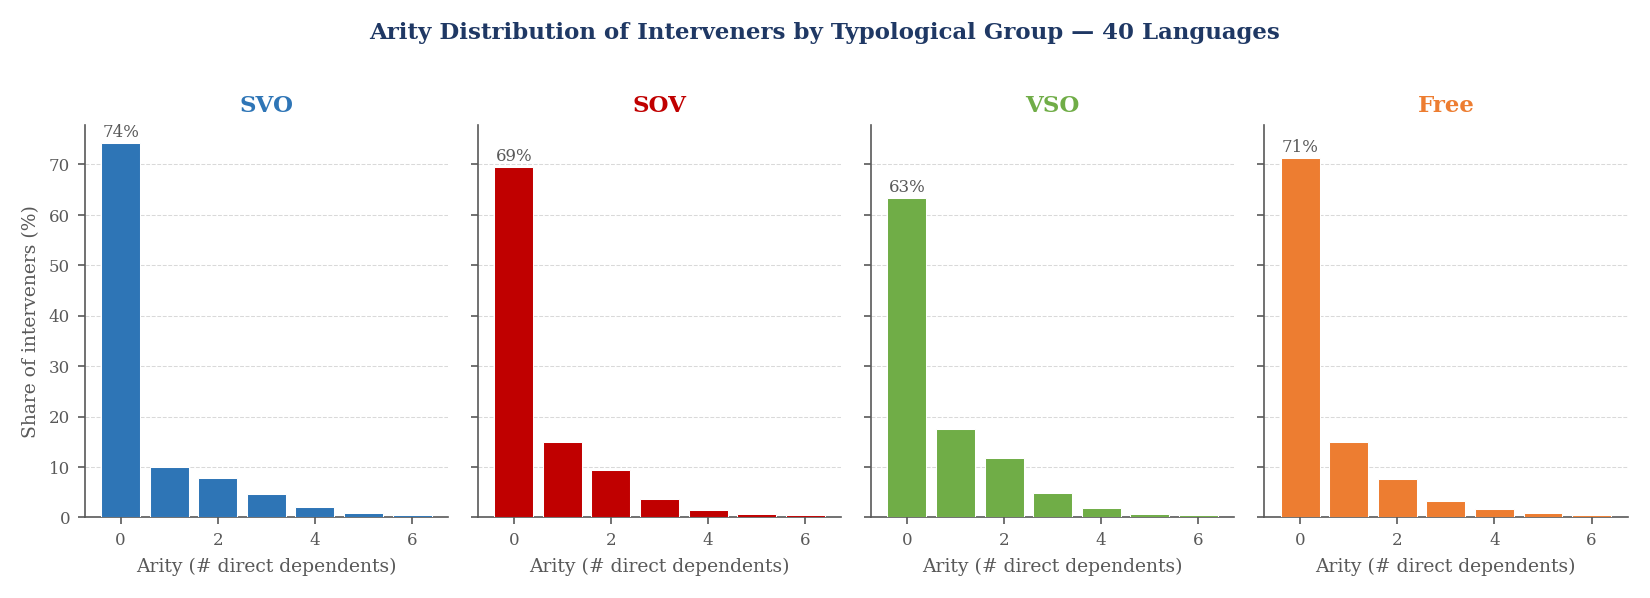 Arity Distribution of Interveners by Typological Group — 40 Languages
SVO
74%
Share of interveners (%)
70
60
50
40
30
20
10
0
0 2 4 6
Arity (# direct dependents)
SOV
69%
0 2 4 6
Arity (# direct dependents)
VSO
63%
0 2 4 6
Arity (# direct dependents)
Free
71%
0 2 4 6
Arity (# direct dependents)